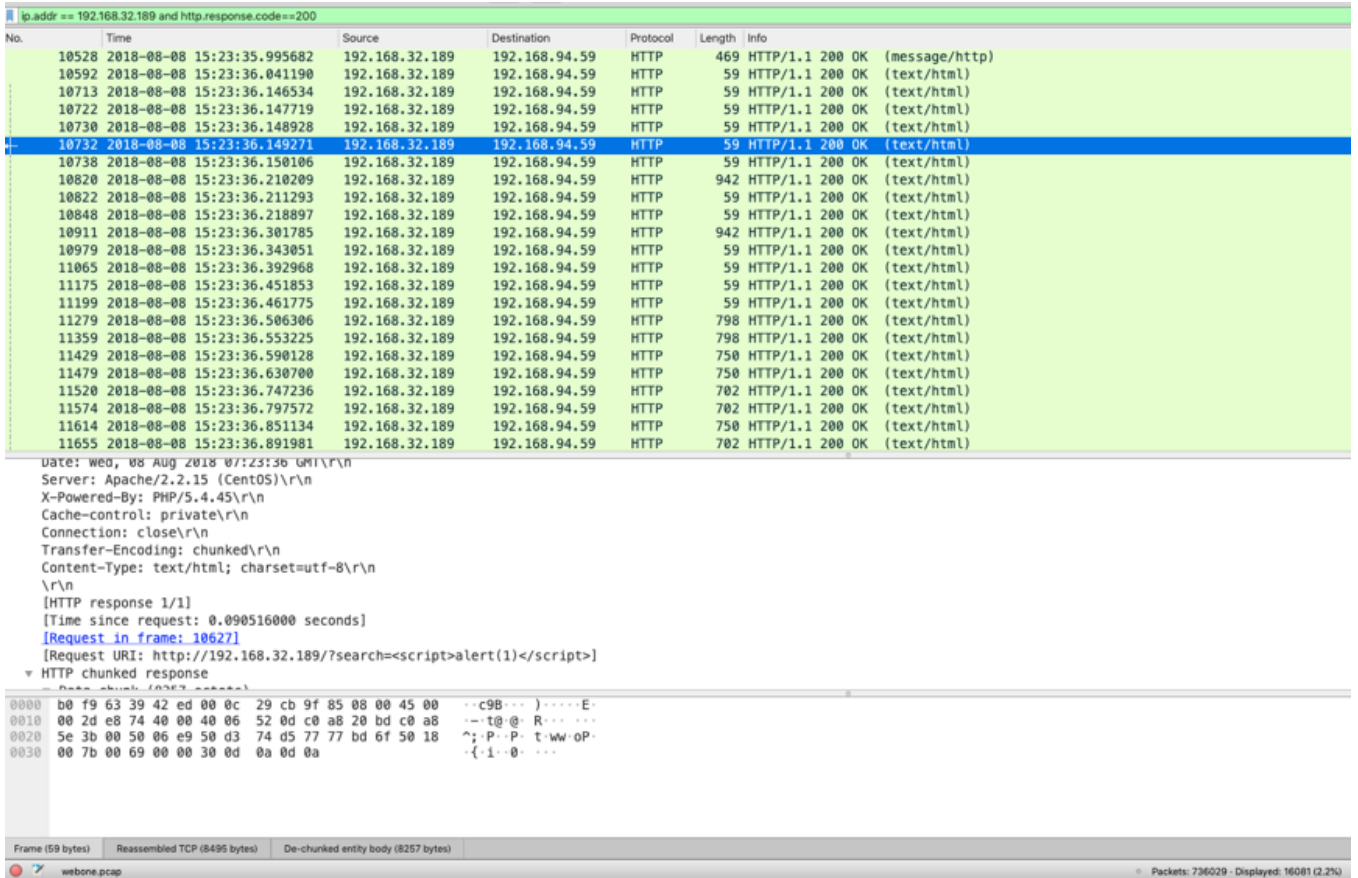 ip.addr == 192.168.32.189 and http.response.code==200
No. Time Source Destination Protocol Length Info
10528 2018-08-08 15:23:35.995682 192.168.32.189 192.168.94.59 HTTP 469 HTTP/1.1 200 OK (message/http)
10592 2018-08-08 15:23:36.041190 192.168.32.189 192.168.94.59 HTTP 59 HTTP/1.1 200 OK (text/html)
10713 2018-08-08 15:23:36.146534 192.168.32.189 192.168.94.59 HTTP 59 HTTP/1.1 200 OK (text/html)
10722 2018-08-08 15:23:36.147719 192.168.32.189 192.168.94.59 HTTP 59 HTTP/1.1 200 OK (text/html)
10730 2018-08-08 15:23:36.148928 192.168.32.189 192.168.94.59 HTTP 59 HTTP/1.1 200 OK (text/html)
10732 2018-08-08 15:23:36.149271 192.168.32.189 192.168.94.59 HTTP 59 HTTP/1.1 200 OK (text/html)
10738 2018-08-08 15:23:36.150106 192.168.32.189 192.168.94.59 HTTP 59 HTTP/1.1 200 OK (text/html)
10820 2018-08-08 15:23:36.210209 192.168.32.189 192.168.94.59 HTTP 942 HTTP/1.1 200 OK (text/html)
10822 2018-08-08 15:23:36.211293 192.168.32.189 192.168.94.59 HTTP 59 HTTP/1.1 200 OK (text/html)
10848 2018-08-08 15:23:36.218897 192.168.32.189 192.168.94.59 HTTP 59 HTTP/1.1 200 OK (text/html)
10911 2018-08-08 15:23:36.301785 192.168.32.189 192.168.94.59 HTTP 942 HTTP/1.1 200 OK (text/html)
10979 2018-08-08 15:23:36.343051 192.168.32.189 192.168.94.59 HTTP 59 HTTP/1.1 200 OK (text/html)
11065 2018-08-08 15:23:36.392968 192.168.32.189 192.168.94.59 HTTP 59 HTTP/1.1 200 OK (text/html)
11175 2018-08-08 15:23:36.451853 192.168.32.189 192.168.94.59 HTTP 59 HTTP/1.1 200 OK (text/html)
11199 2018-08-08 15:23:36.461775 192.168.32.189 192.168.94.59 HTTP 59 HTTP/1.1 200 OK (text/html)
11279 2018-08-08 15:23:36.506306 192.168.32.189 192.168.94.59 HTTP 798 HTTP/1.1 200 OK (text/html)
11359 2018-08-08 15:23:36.553225 192.168.32.189 192.168.94.59 HTTP 798 HTTP/1.1 200 OK (text/html)
11429 2018-08-08 15:23:36.590128 192.168.32.189 192.168.94.59 HTTP 750 HTTP/1.1 200 OK (text/html)
11479 2018-08-08 15:23:36.630700 192.168.32.189 192.168.94.59 HTTP 750 HTTP/1.1 200 OK (text/html)
11520 2018-08-08 15:23:36.747236 192.168.32.189 192.168.94.59 HTTP 702 HTTP/1.1 200 OK (text/html)
11574 2018-08-08 15:23:36.797572 192.168.32.189 192.168.94.59 HTTP 702 HTTP/1.1 200 OK (text/html)
11614 2018-08-08 15:23:36.851134 192.168.32.189 192.168.94.59 HTTP 750 HTTP/1.1 200 OK (text/html)
11655 2018-08-08 15:23:36.891981 192.168.32.189 192.168.94.59 HTTP 702 HTTP/1.1 200 OK (text/html)
Date: Wed, 08 Aug 2018 07:23:36 GMT\r\n
Server: Apache/2.2.15 (CentOS)\r\n
X-Powered-By: PHP/5.4.45\r\n
Cache-control: private\r\n
Connection: close\r\n
Transfer-Encoding: chunked\r\n
Content-Type: text/html; charset=utf-8\r\n
\r\n
[HTTP response 1/1]
[Time since request: 0.090516000 seconds]
[Request in frame: 10627]
[Request URI: http://192.168.32.189/?search=<script>alert(1)</script>]
HTTP chunked response
Data chunk (8257 octets)
0000 b0 f9 63 39 42 ed 00 0c 29 cb 9f 85 08 00 45 00 ··c9B··· )·····E·
0010 00 2d e8 74 40 00 40 06 52 0d c0 a8 20 bd c0 a8 ·-·t@·@· R··· ···
0020 5e 3b 00 50 06 e9 50 d3 74 d5 77 77 bd 6f 50 18 ^;·P··P· t·ww·oP·
0030 00 7b 00 69 00 00 30 0d 0a 0d 0a ·{·i··0· ···
Frame (59 bytes) Reassembled TCP (8495 bytes) De-chunked entity body (8257 bytes)
webone.pcap Packets: 736029 · Displayed: 16081 (2.2%)